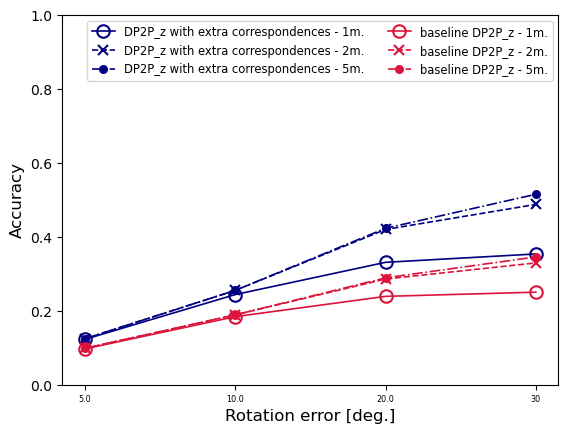 DP2P_z with extra correspondences - 1m.
DP2P_z with extra correspondences - 2m.
DP2P_z with extra correspondences - 5m.
baseline DP2P_z - 1m.
baseline DP2P_z - 2m.
baseline DP2P_z - 5m.
1.0
0.8
0.6
0.4
0.2
0.0
Accuracy
5.0
10.0
20.0
30
Rotation error [deg.]